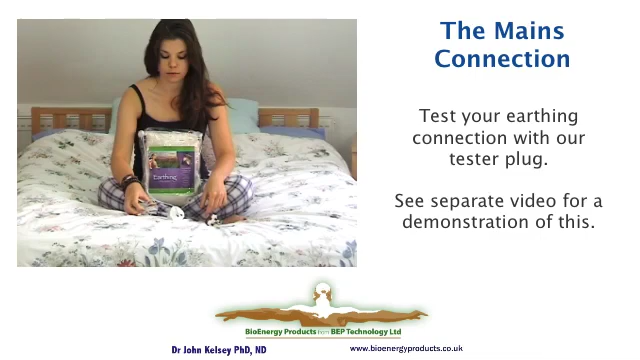 The Mains
Connection
Test your earthing
connection with our
tester plug.
See separate video for a
demonstration of this.
Earthing
BioEnergy Products from BEP Technology Ltd
Dr John Kelsey PhD, ND
www.bioenergyproducts.co.uk